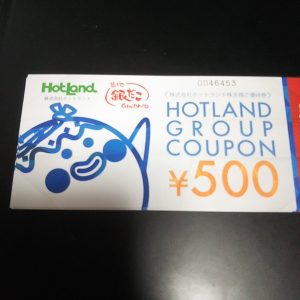 HotLand
株式会社ホットランド
築地
銀だこ
GINDACO
0046453
《株式会社ホットランド株主様ご優待券》
HOTLAND
GROUP
COUPON
¥500